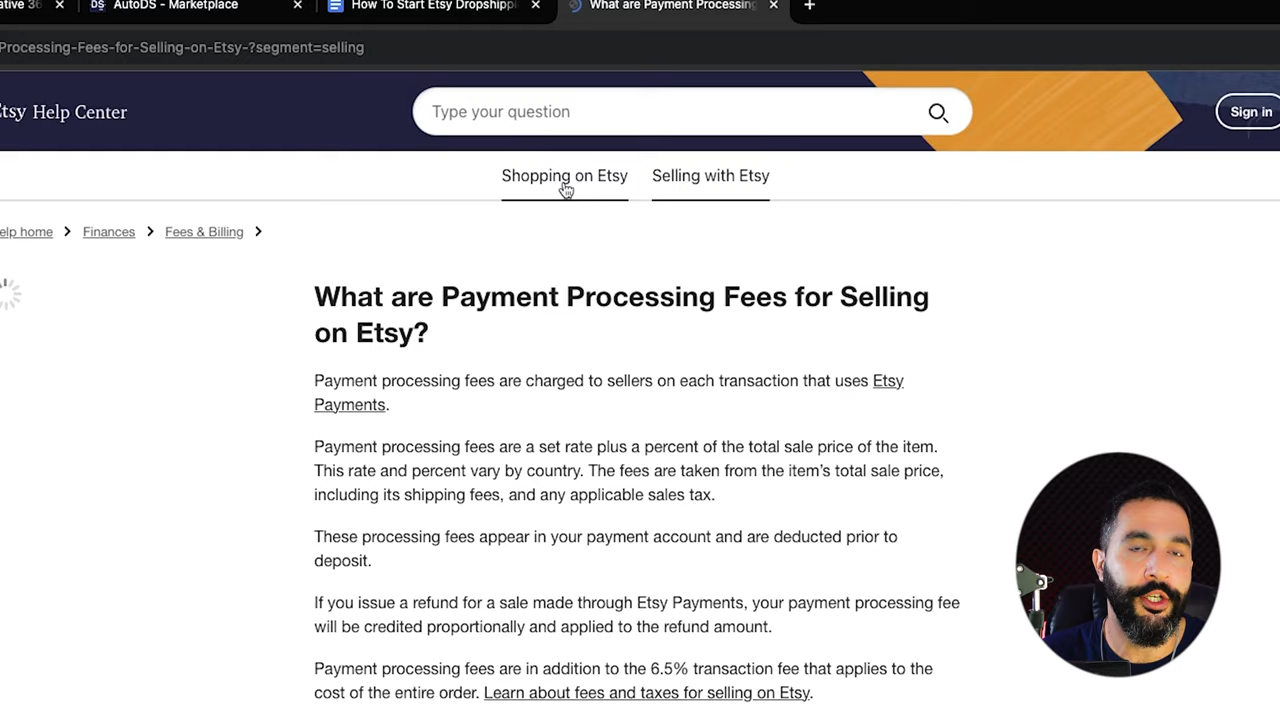 ative 36
AutoDS - Marketplace
How To Start Etsy Dropshippi
What are Payment Processing
Processing-Fees-for-Selling-on-Etsy-?segment=selling
Etsy Help Center
Type your question
Sign in
Shopping on Etsy
Selling with Etsy
elp home
Finances
Fees & Billing
What are Payment Processing Fees for Selling
on Etsy?
Payment processing fees are charged to sellers on each transaction that uses Etsy
Payments.
Payment processing fees are a set rate plus a percent of the total sale price of the item.
This rate and percent vary by country. The fees are taken from the item’s total sale price,
including its shipping fees, and any applicable sales tax.
These processing fees appear in your payment account and are deducted prior to
deposit.
If you issue a refund for a sale made through Etsy Payments, your payment processing fee
will be credited proportionally and applied to the refund amount.
Payment processing fees are in addition to the 6.5% transaction fee that applies to the
cost of the entire order. Learn about fees and taxes for selling on Etsy.